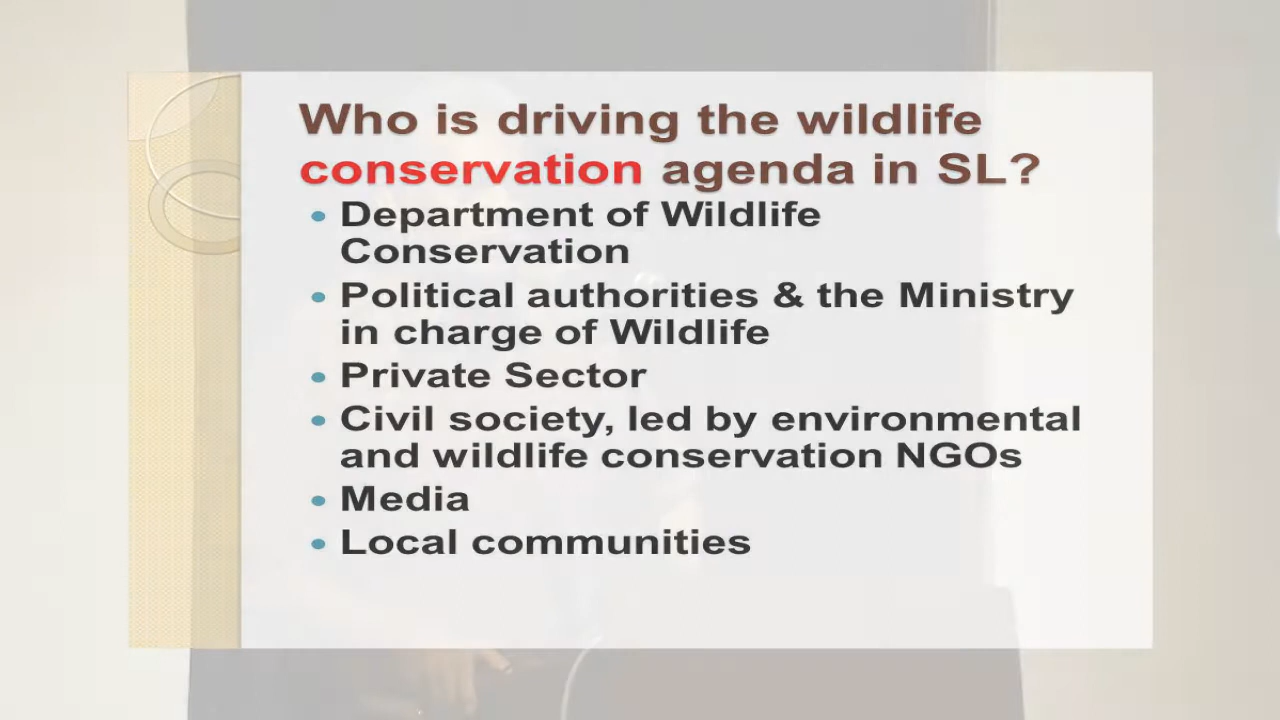 Who is driving the wildlife
conservation agenda in SL?
• Department of Wildlife
Conservation
• Political authorities & the Ministry
in charge of Wildlife
• Private Sector
• Civil society, led by environmental
and wildlife conservation NGOs
• Media
• Local communities